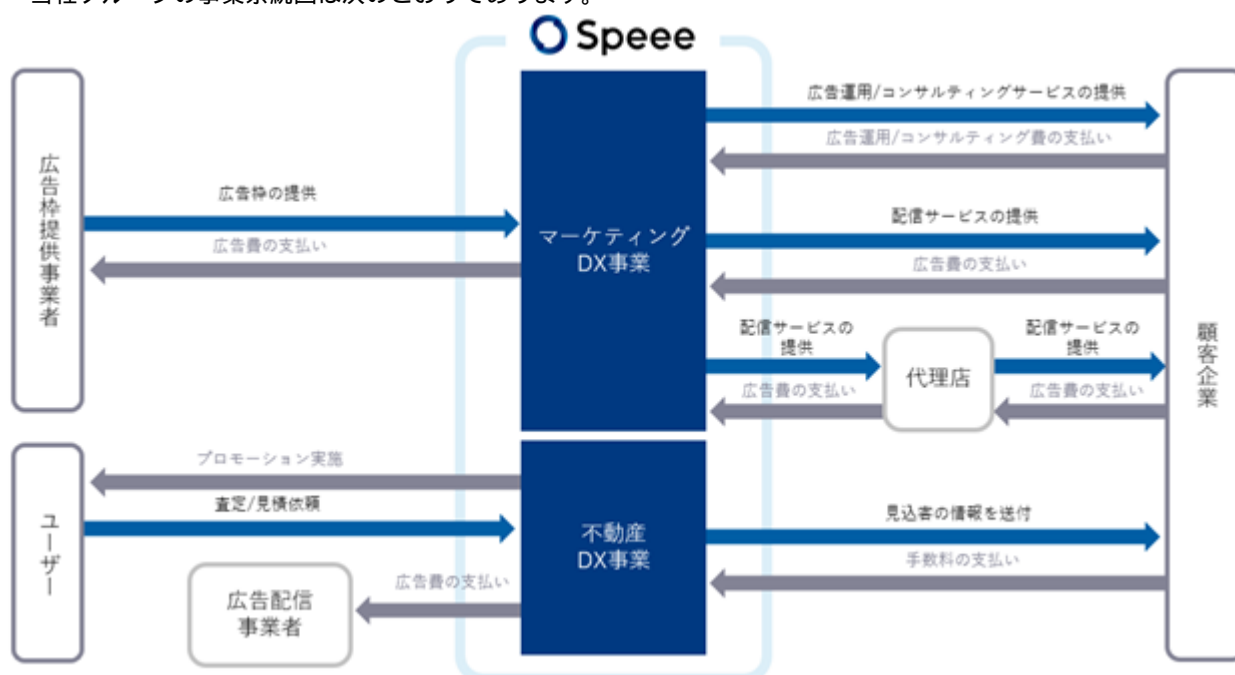 当社グループの事業系統図は次のとおりであります。
Speee
広告運用/コンサルティングサービスの提供
広告運用/コンサルティング費の支払い
広告枠提供事業者
広告枠の提供
広告費の支払い
マーケティング
DX事業
配信サービスの提供
広告費の支払い
配信サービスの
提供
広告費の支払い
代理店
配信サービスの
提供
広告費の支払い
顧客企業
ユーザー
プロモーション実施
査定/見積依頼
不動産
DX事業
見込客の情報を送付
手数料の支払い
広告費の支払い
広告配信
事業者